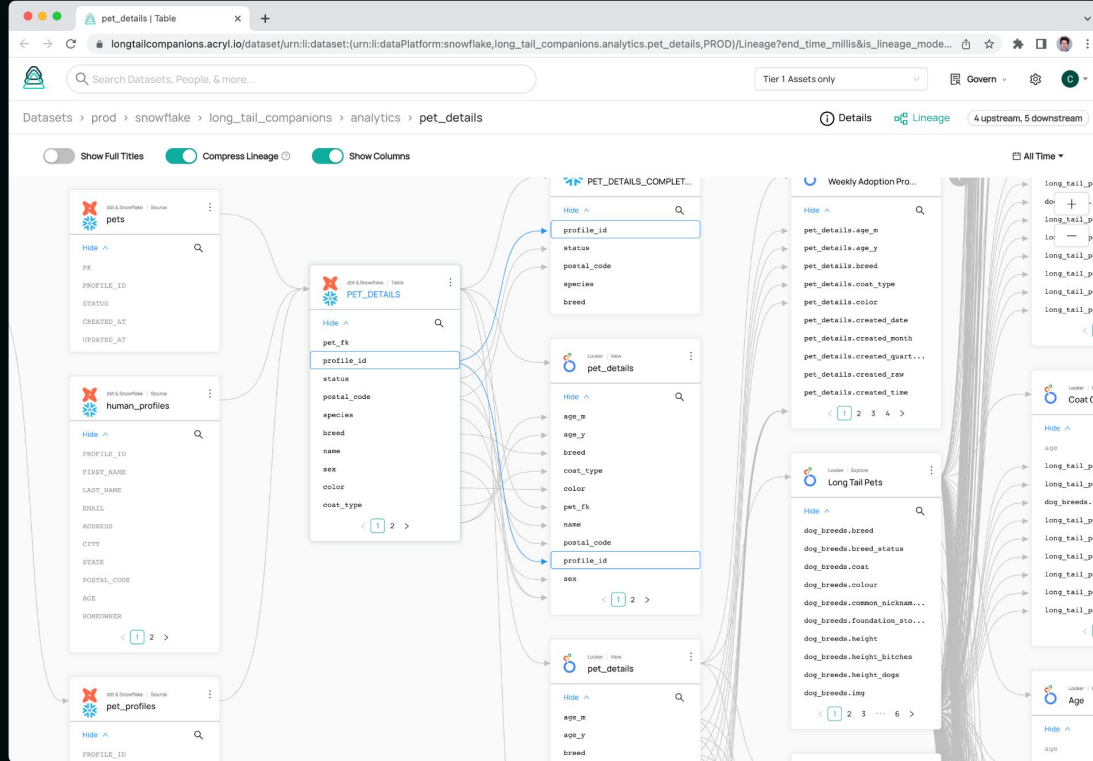 pet_details | Table
longtailcompanions.acryl.io/dataset/urn:li:dataset:(urn:li:dataPlatform:snowflake,long_tail_companions.analytics.pet_details,PROD)/Lineage?end_time_millis&is_lineage_mode...
Search Datasets, People, & more...
Tier 1 Assets only
Govern
C
Datasets > prod > snowflake > long_tail_companions > analytics > pet_details
Details
Lineage
4 upstream, 5 downstream
Show Full Titles
Compress Lineage
Show Columns
All Time
dbt & Snowflake | Source
pets
Hide
PK
PROFILE_ID
STATUS
CREATED_AT
UPDATED_AT
dbt & Snowflake | Source
human_profiles
Hide
PROFILE_ID
FIRST_NAME
LAST_NAME
EMAIL
ADDRESS
CITY
STATE
POSTAL_CODE
AGE
HOMEOWNER
< 1 2 >
dbt & Snowflake | Source
pet_profiles
Hide
PROFILE_ID
dbt & Snowflake | Table
PET_DETAILS
Hide
pet_fk
profile_id
status
postal_code
species
breed
name
sex
color
coat_type
< 1 2 >
PET_DETAILS_COMPLET...
Hide
profile_id
status
postal_code
species
breed
Looker | View
pet_details
Hide
age_m
age_y
breed
coat_type
color
pet_fk
name
postal_code
profile_id
sex
< 1 2 >
Looker | View
pet_details
Hide
age_m
age_y
breed
Weekly Adoption Pro...
Hide
pet_details.age_m
pet_details.age_y
pet_details.breed
pet_details.coat_type
pet_details.color
pet_details.created_date
pet_details.created_month
pet_details.created_quart...
pet_details.created_raw
pet_details.created_time
< 1 2 3 4 >
Looker | Explore
Long Tail Pets
Hide
dog_breeds.breed
dog_breeds.breed_status
dog_breeds.coat
dog_breeds.colour
dog_breeds.common_nicknam...
dog_breeds.foundation_sto...
dog_breeds.height
dog_breeds.height_bitches
dog_breeds.height_dogs
dog_breeds.img
< 1 2 3 ... 6 >
+
−
Looker
Coat
Hide
age
dog_breeds.
Looker
Age
Hide
age